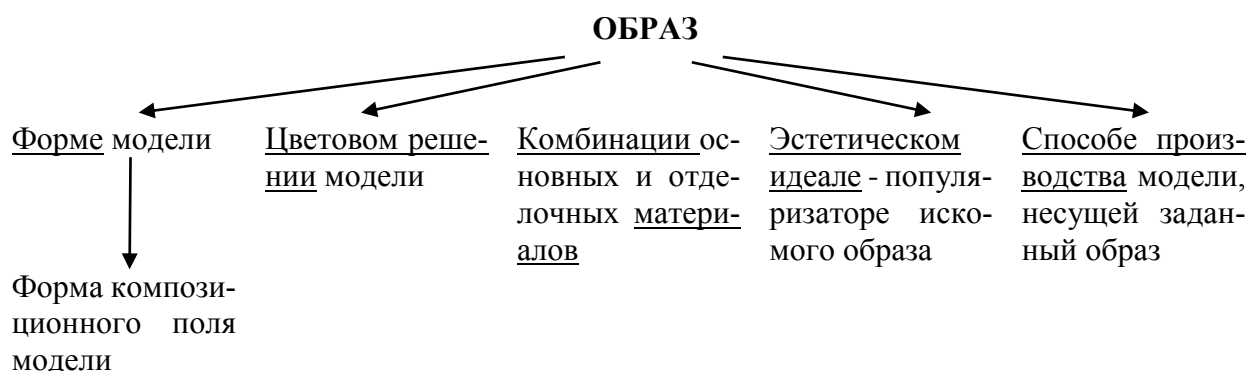 ОБРАЗ
Форме модели
Цветовом реше-
нии модели
Комбинации ос-
новных и отде-
лочных матери-
алов
Эстетическом
идеале - популя-
ризаторе иско-
мого образа
Способе произ-
водства модели,
несущей задан-
ный образ
Форма компози-
ционного поля
модели